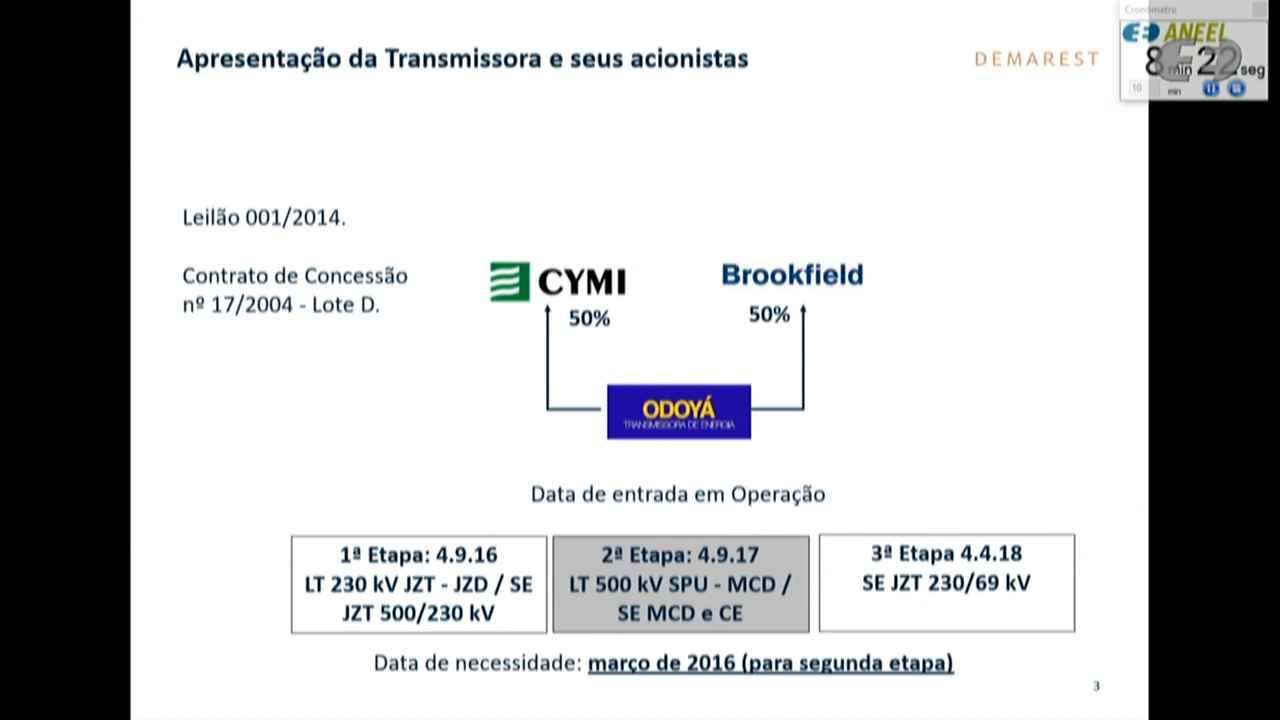 Cronômetro
Apresentação da Transmissora e seus acionistas
DEMAREST
ANEEL
8 min 22 seg
10 min
Leilão 001/2014.
Contrato de Concessão
nº 17/2004 - Lote D.
CYMI
Brookfield
50%
50%
ODOYÁ
TRANSMISSORA DE ENERGIA
Data de entrada em Operação
1ª Etapa: 4.9.16
LT 230 kV JZT - JZD / SE
JZT 500/230 kV
2ª Etapa: 4.9.17
LT 500 kV SPU - MCD /
SE MCD e CE
3ª Etapa 4.4.18
SE JZT 230/69 kV
Data de necessidade: março de 2016 (para segunda etapa)
3